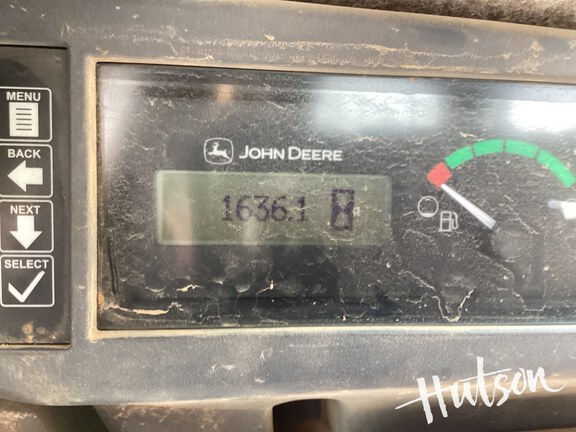 MENU
BACK
NEXT
SELECT
JOHN DEERE
1636.1
Hutson